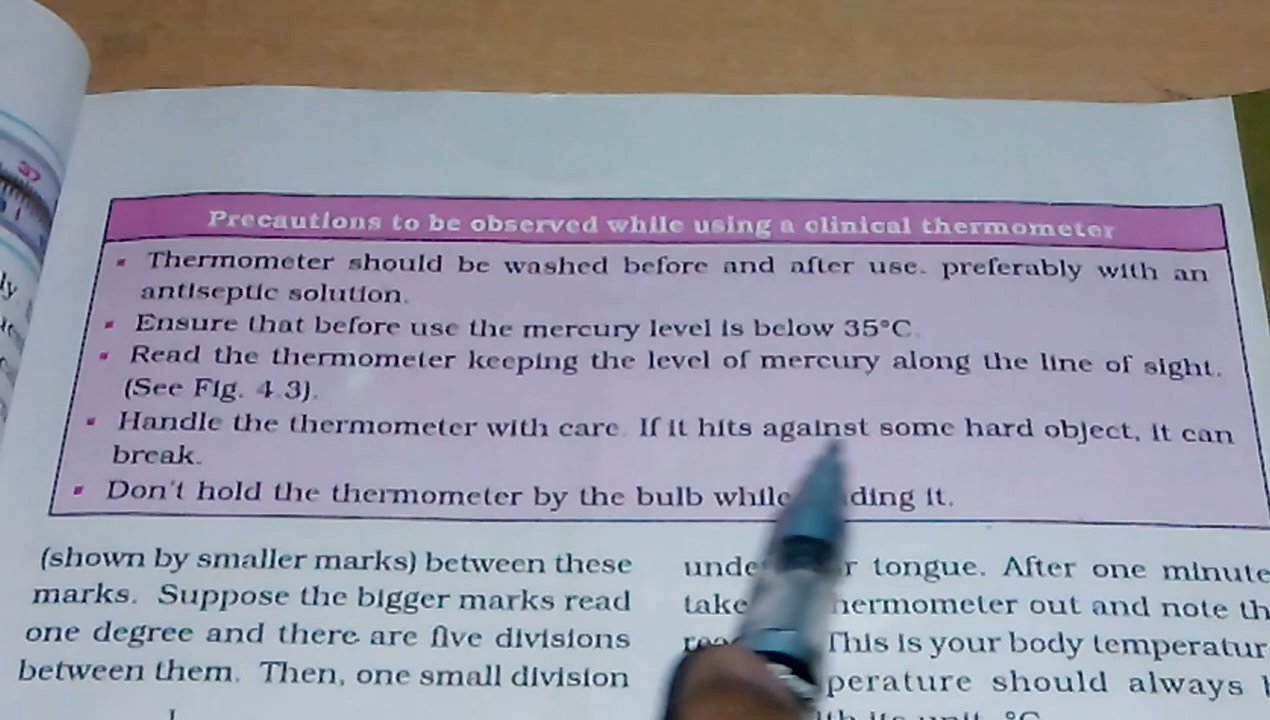 Precautions to be observed while using a clinical thermometer
▪ Thermometer should be washed before and after use. preferably with an
antiseptic solution.
▪ Ensure that before use the mercury level is below 35°C.
▪ Read the thermometer keeping the level of mercury along the line of sight.
(See Fig. 4.3).
▪ Handle the thermometer with care. If it hits against some hard object, it can
break.
▪ Don't hold the thermometer by the bulb while ding it.
(shown by smaller marks) between these
marks. Suppose the bigger marks read
one degree and there are five divisions
between them. Then, one small division
unde r tongue. After one minute
take hermometer out and note th
This is your body temperatur
perature should always
its unit, °C